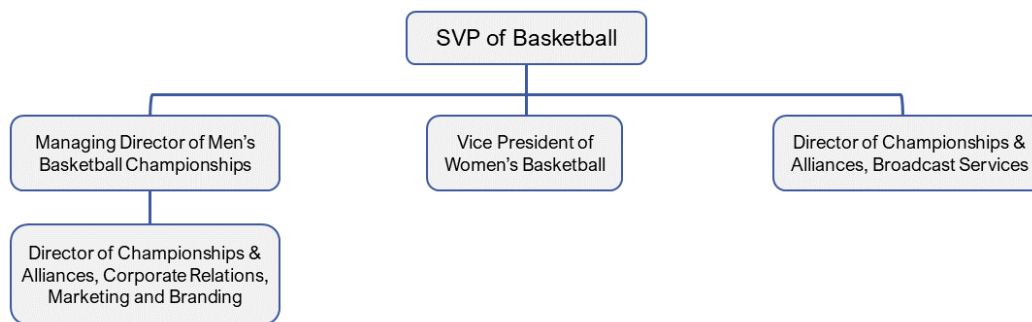 SVP of Basketball
Managing Director of Men's
Basketball Championships
Vice President of
Women's Basketball
Director of Championships &
Alliances, Broadcast Services
Director of Championships &
Alliances, Corporate Relations,
Marketing and Branding